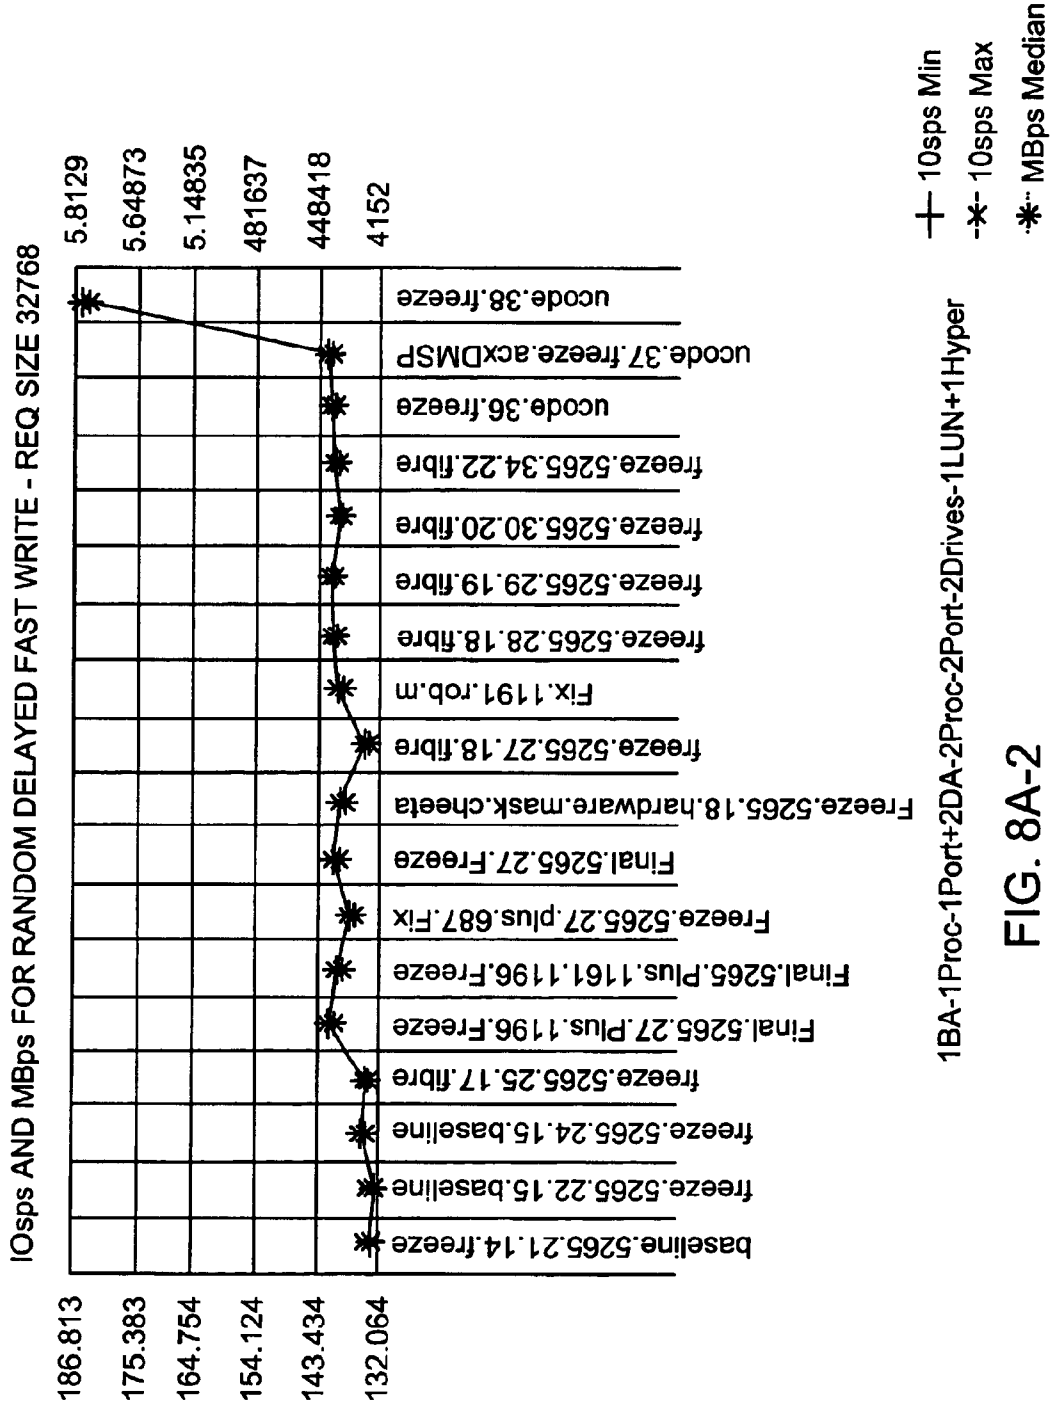 IOsps AND MBps FOR RANDOM DELAYED FAST WRITE - REQ SIZE 32768
186.813
175.383
164.754
154.124
143.434
132.064
5.8129
5.64873
5.14835
481637
448418
4152
baseline.5265.21.14.freeze
freeze.5265.22.15.baseline
freeze.5265.24.15.baseline
freeze.5265.25.17.fibre
Final.5265.27.Plus.1196.Freeze
Final.5265.Plus.1161.1196.Freeze
Freeze.5265.27.plus.687.Fix
Final.5265.27.Freeze
Freeze.5265.18.hardware.mask.cheeta
freeze.5265.27.18.fibre
Fix.1191.rob.m
freeze.5265.28.18.fibre
freeze.5265.29.19.fibre
freeze.5265.30.20.fibre
freeze.5265.34.22.fibre
ucode.36.freeze
ucode.37.freeze.acxDMSP
ucode.38.freeze
1BA-1Proc-1Port+2DA-2Proc-2Port-2Drives-1LUN+1Hyper
10sps Min
10sps Max
MBps Median
FIG. 8A-2